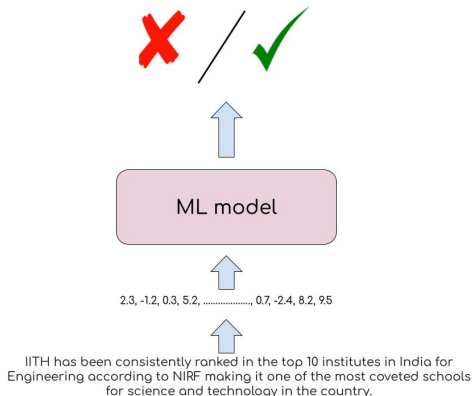 ML model
2.3, -1.2, 0.3, 5.2, ..................., 0.7, -2.4, 8.2, 9.5
IITH has been consistently ranked in the top 10 institutes in India for
Engineering according to NIRF making it one of the most coveted schools
for science and technology in the country.